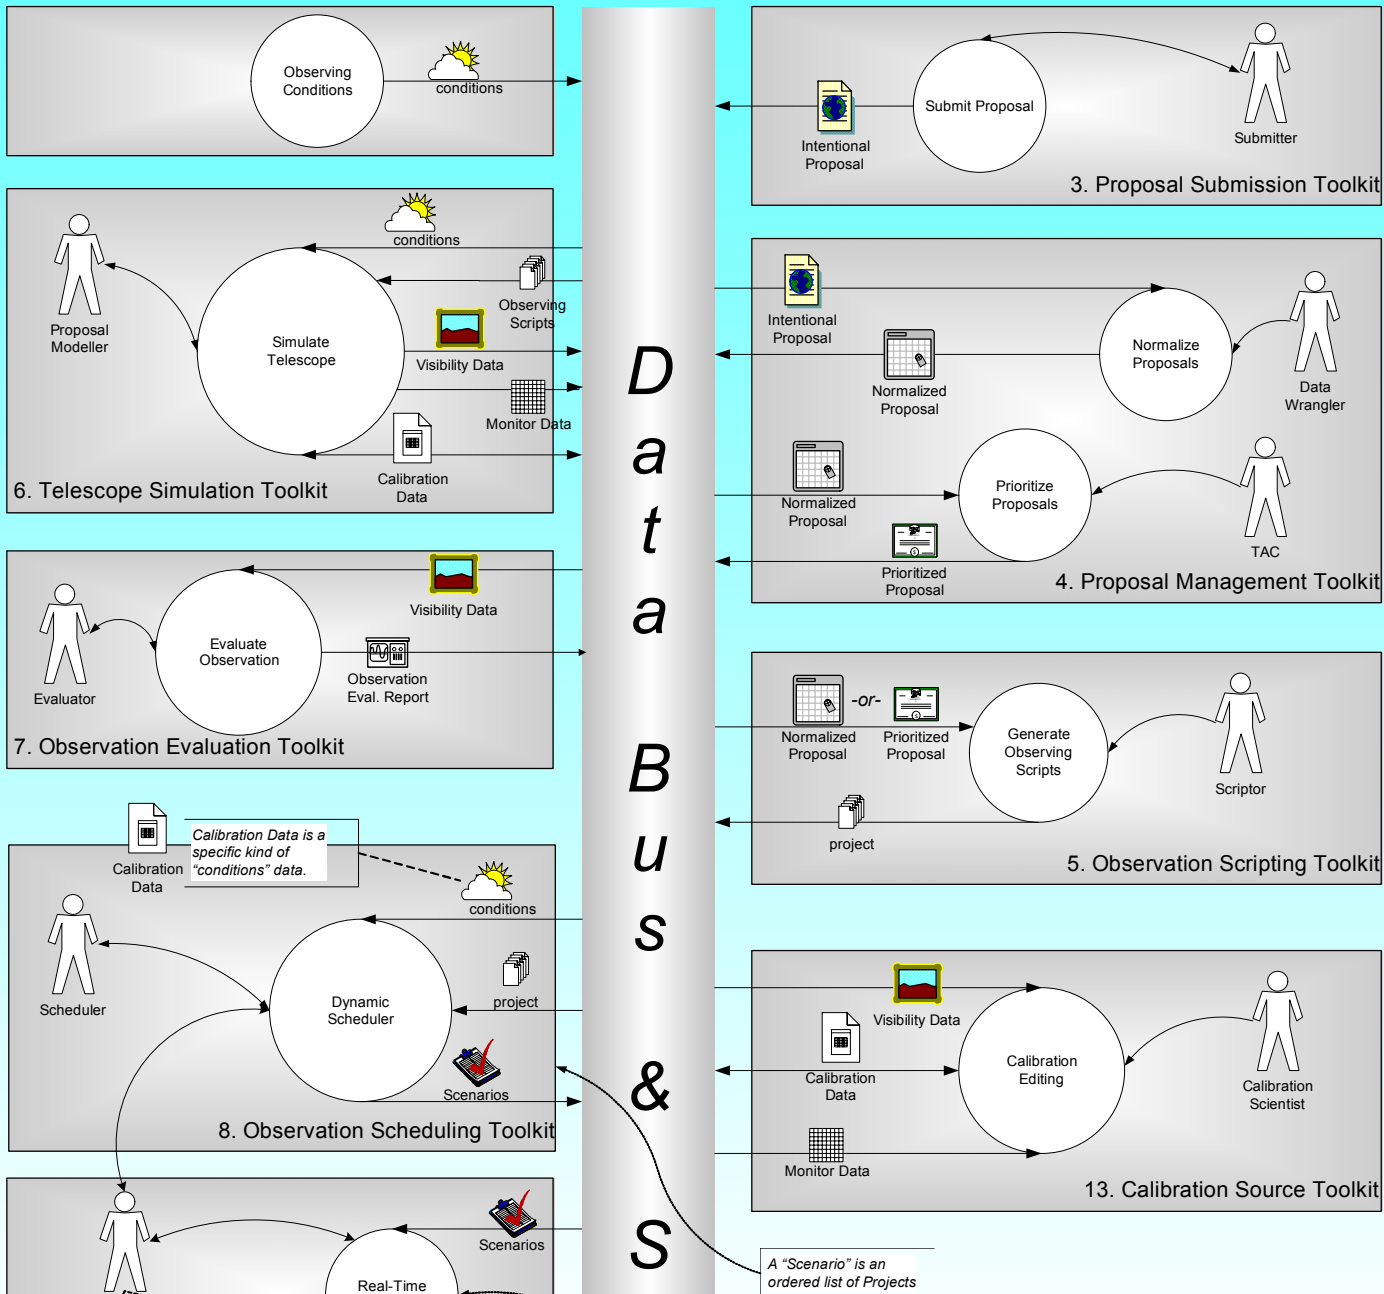 Observing
Conditions
conditions
Submit Proposal
Intentional
Proposal
Submitter
3. Proposal Submission Toolkit
conditions
Observing
Scripts
Proposal
Modeller
Simulate
Telescope
Visibility Data
Monitor Data
Calibration
Data
6. Telescope Simulation Toolkit
Intentional
Proposal
Normalize
Proposals
Data
Wrangler
Normalized
Proposal
Normalized
Proposal
Prioritize
Proposals
TAC
Prioritized
Proposal
4. Proposal Management Toolkit
Visibility Data
Evaluate
Observation
Evaluator
Observation
Eval. Report
7. Observation Evaluation Toolkit
-or-
Normalized
Proposal
Prioritized
Proposal
Generate
Observing
Scripts
Scriptor
project
5. Observation Scripting Toolkit
Calibration
Data
Calibration Data is a
specific kind of
“conditions” data.
conditions
Scheduler
Dynamic
Scheduler
project
Scenarios
8. Observation Scheduling Toolkit
Visibility Data
Calibration
Data
Calibration
Editing
Calibration
Scientist
Monitor Data
13. Calibration Source Toolkit
Scenarios
Real-Time
A “Scenario” is an
ordered list of Projects
D
a
t
a
B
u
s
&
S